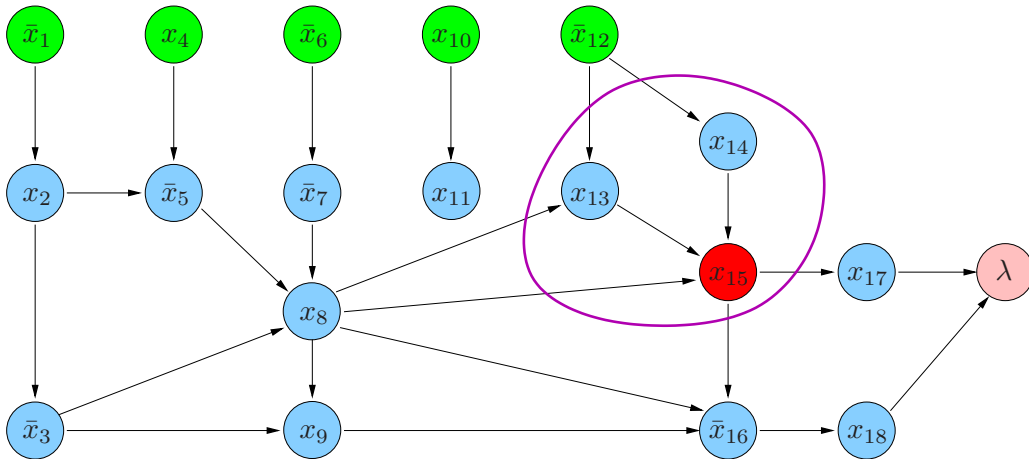 x̄₁ x₄ x̄₆ x₁₀ x̄₁₂
x₁₄
x₂ x̄₅ x̄₇ x₁₁ x₁₃
x₁₅ x₁₇ λ
x₈
x̄₃ x₉ x̄₁₆ x₁₈